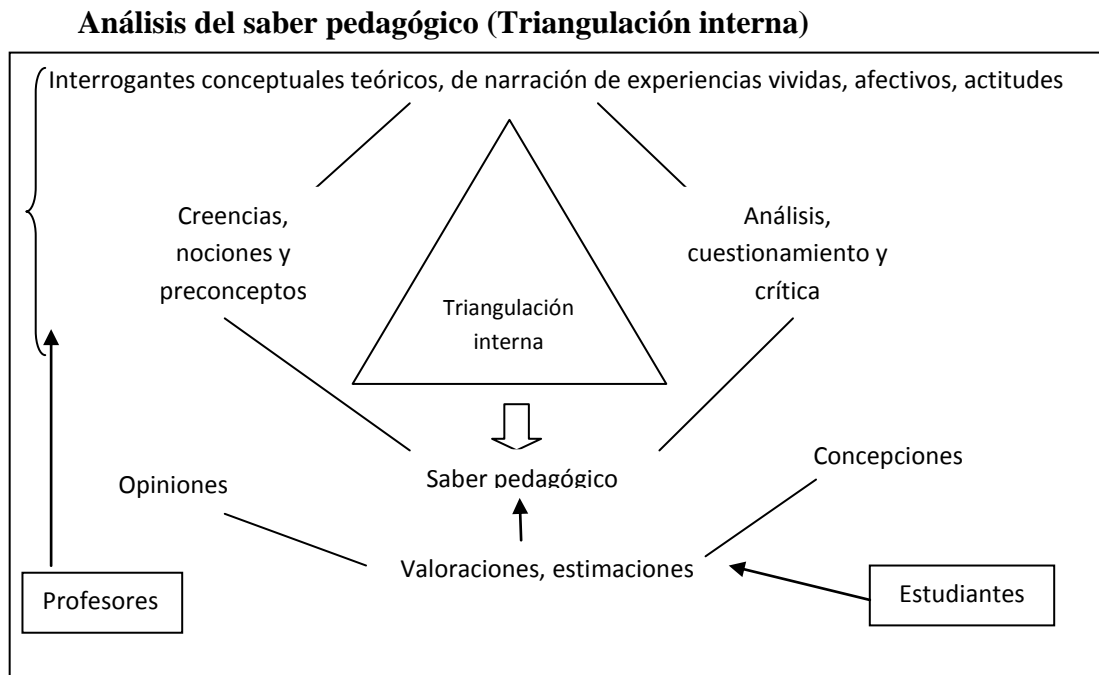 Análisis del saber pedagógico (Triangulación interna)
Interrogantes conceptuales teóricos, de narración de experiencias vividas, afectivos, actitudes
Creencias,
nociones y
preconceptos
Análisis,
cuestionamiento y
crítica
Triangulación
interna
Saber pedagógico
Concepciones
Opiniones
Valoraciones, estimaciones
Profesores
Estudiantes